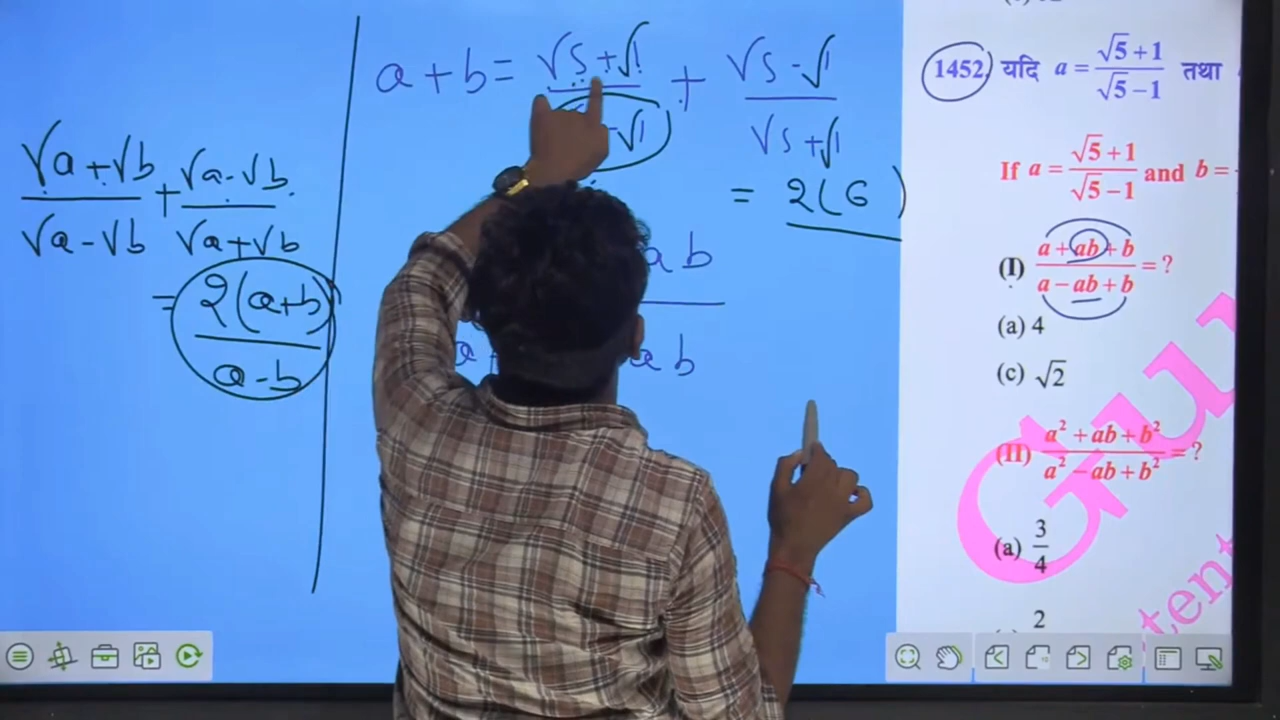 a + b = √5 + √1 + √5 - √1
- √1 √5 + √1
= 2(6 )
√a + √b + √a - √b
√a - √b √a + √b
= 2(a+b)
a - b
ab
ab
1452. यदि a = √5+1/√5−1 तथा
If a = √5+1/√5−1 and b =
(I) a + ab + b/a − ab + b = ?
(a) 4
(c) √2
(II) a² + ab + b²/a² − ab + b² = ?
(a) 3/4
2